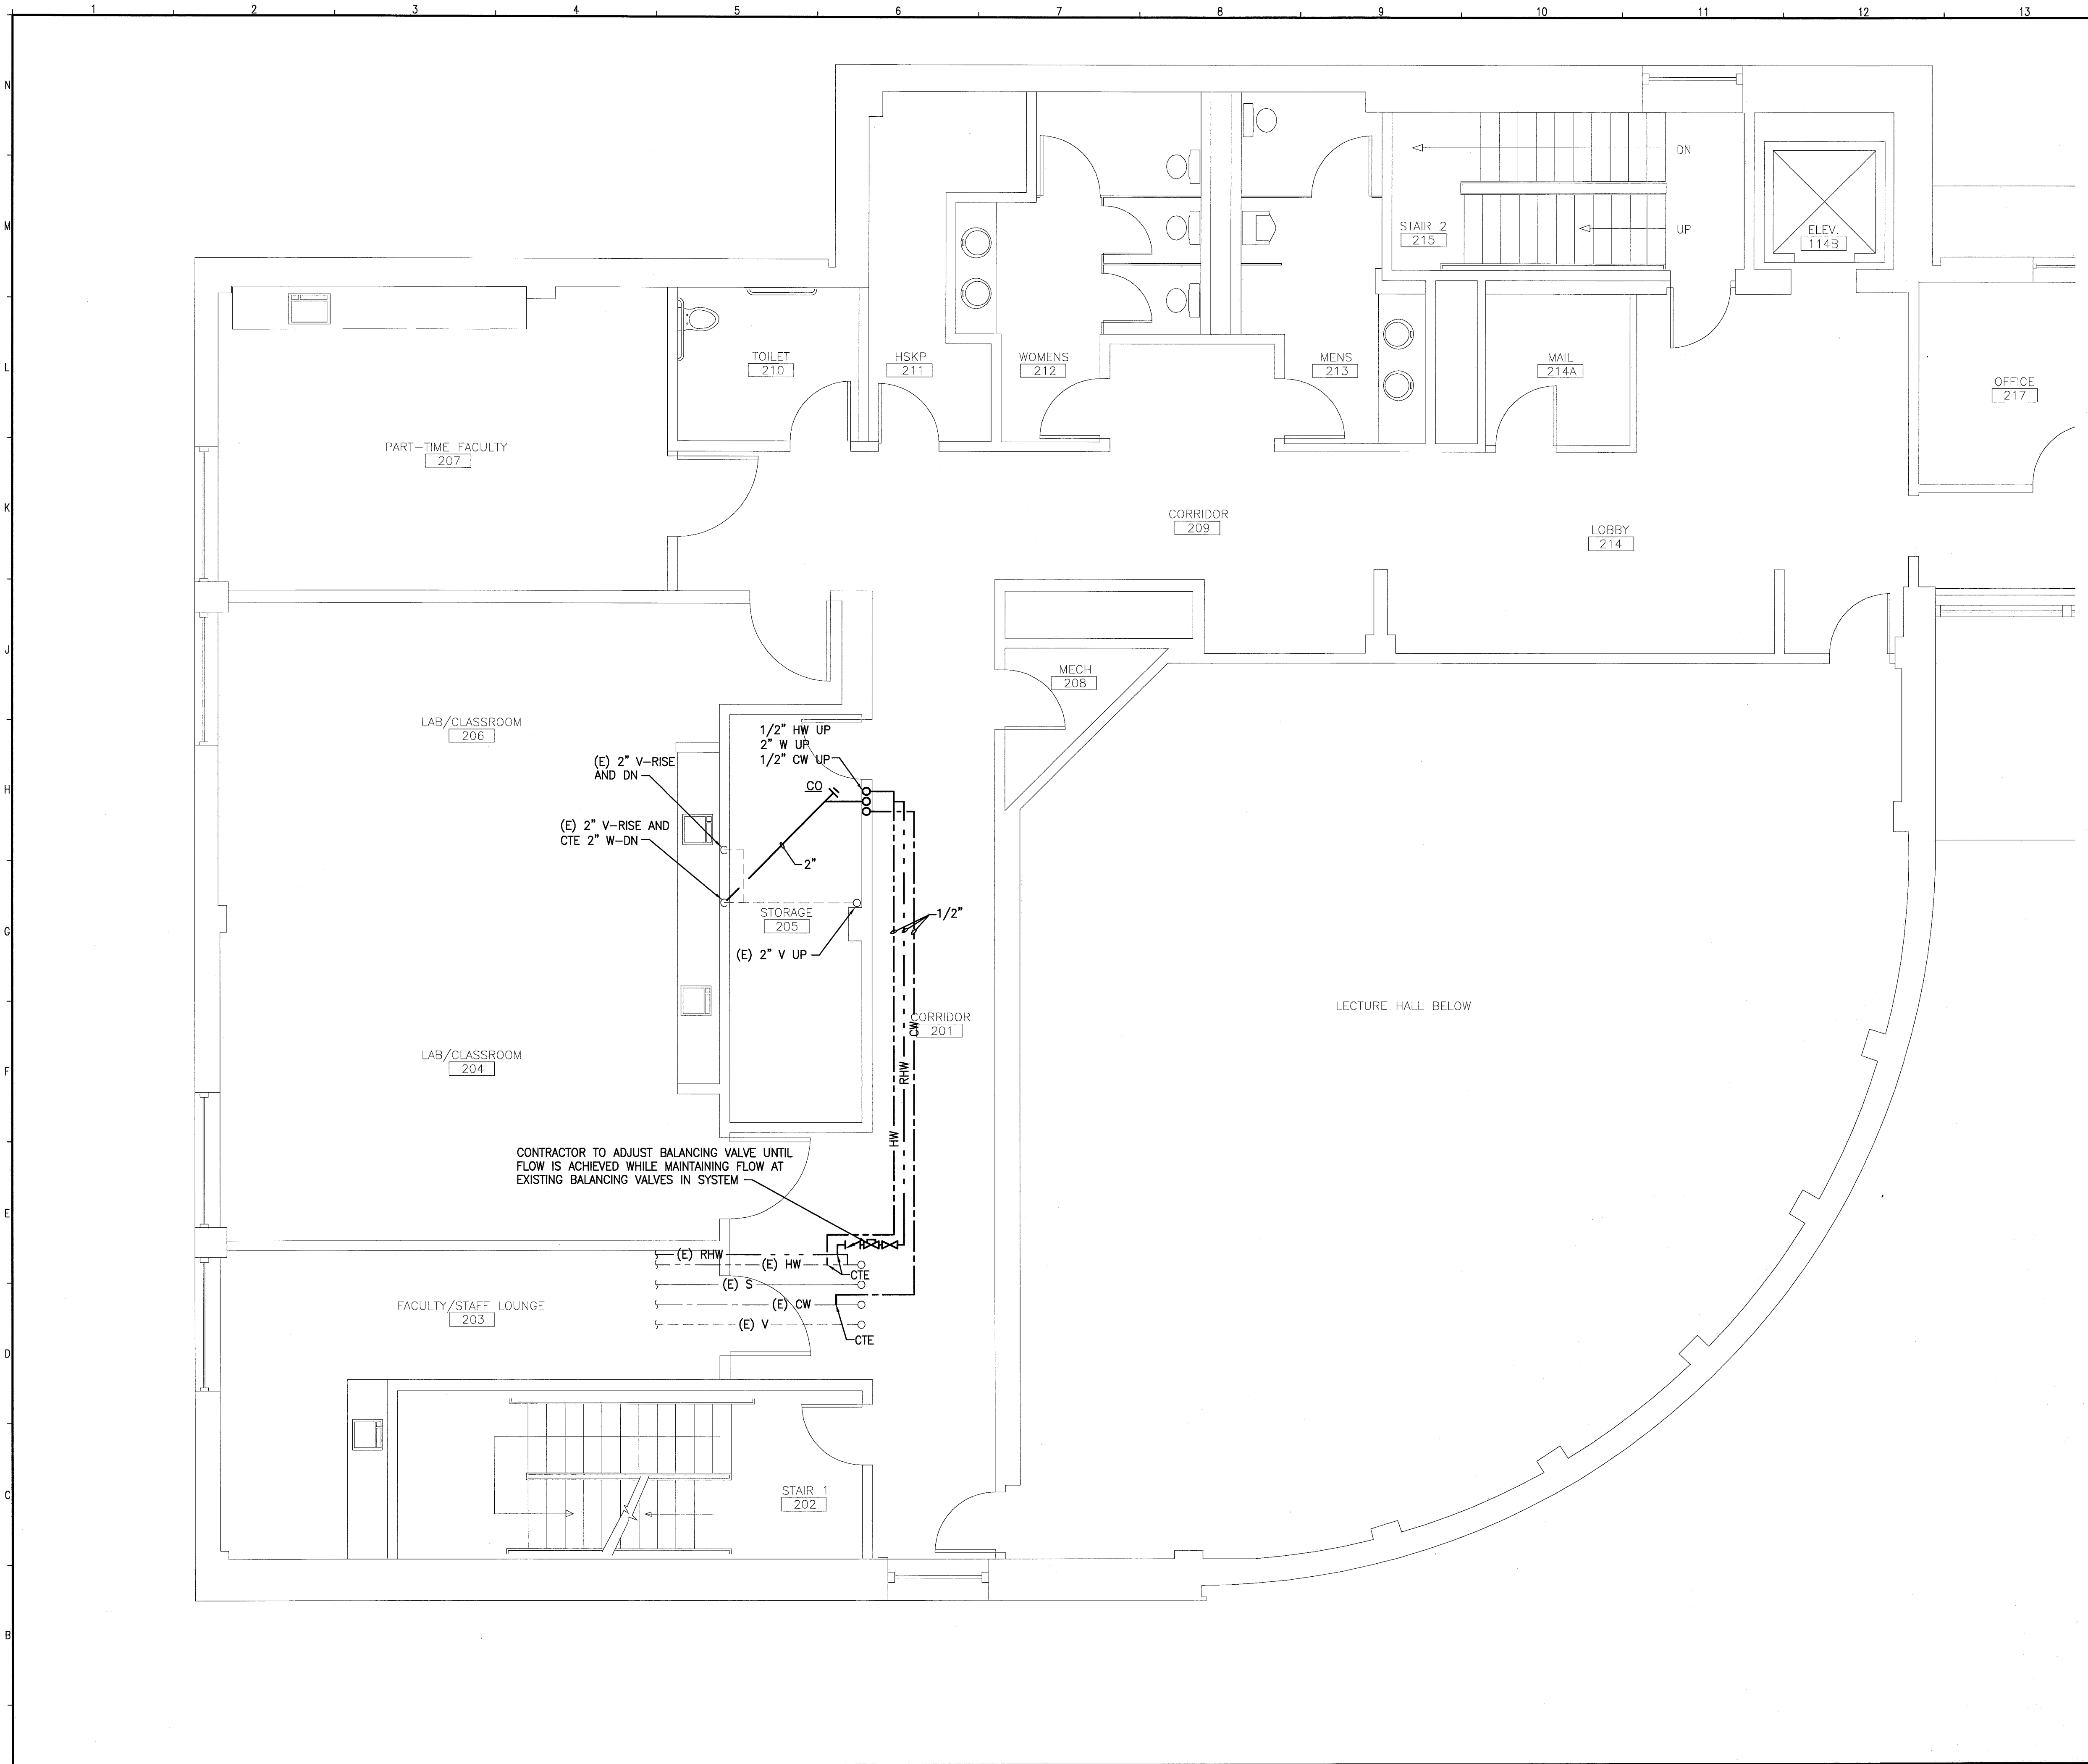 1 2 3 4 5 6 7 8 9 10 11 12 13
N
M
L
K
J
H
G
F
E
D
C
B
DN
UP
STAIR 2
215
ELEV.
114B
TOILET
210
HSKP
211
WOMENS
212
MENS
213
MAIL
214A
OFFICE
217
PART-TIME FACULTY
207
CORRIDOR
209
LOBBY
214
MECH
208
LAB/CLASSROOM
206
1/2" HW UP
2" W UP
1/2" CW UP
(E) 2" V-RISE
AND DN
CO
(E) 2" V-RISE AND
CTE 2" W-DN
2"
STORAGE
205
1/2"
(E) 2" V UP
LECTURE HALL BELOW
CORRIDOR
201
CW
RHW
HW
LAB/CLASSROOM
204
CONTRACTOR TO ADJUST BALANCING VALVE UNTIL
FLOW IS ACHIEVED WHILE MAINTAINING FLOW AT
EXISTING BALANCING VALVES IN SYSTEM
(E) RHW
(E) HW
CTE
(E) S
(E) CW
(E) V
CTE
FACULTY/STAFF LOUNGE
203
STAIR 1
202